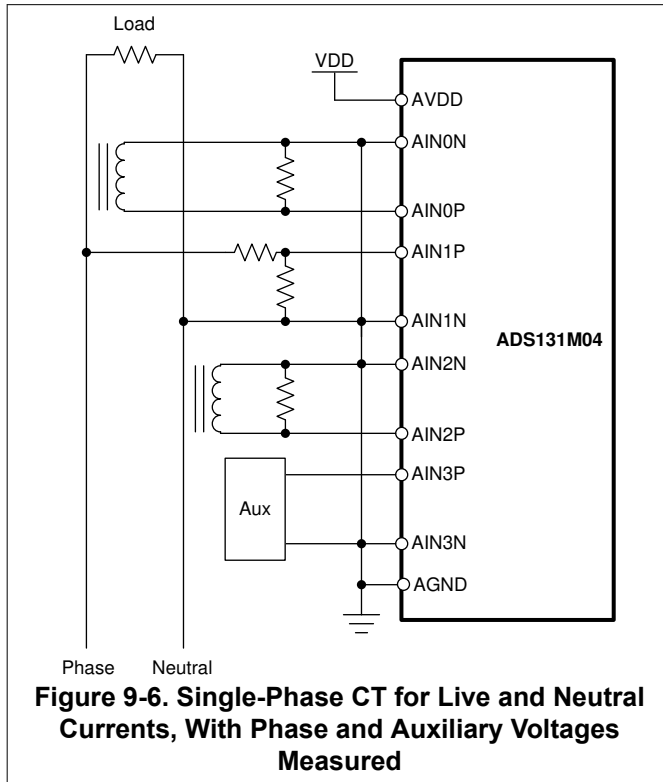 Load
VDD
AVDD
AIN0N
AIN0P
AIN1P
AIN1N
ADS131M04
AIN2N
AIN2P
AIN3P
Aux
AIN3N
AGND
Phase Neutral
Figure 9-6. Single-Phase CT for Live and Neutral
Currents, With Phase and Auxiliary Voltages
Measured